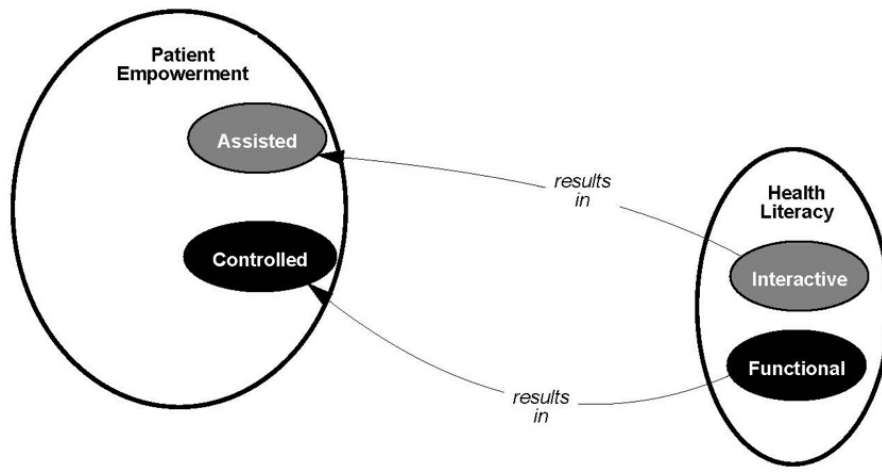 Patient
Empowerment
Assisted
Controlled
results
in
results
in
Health
Literacy
Interactive
Functional